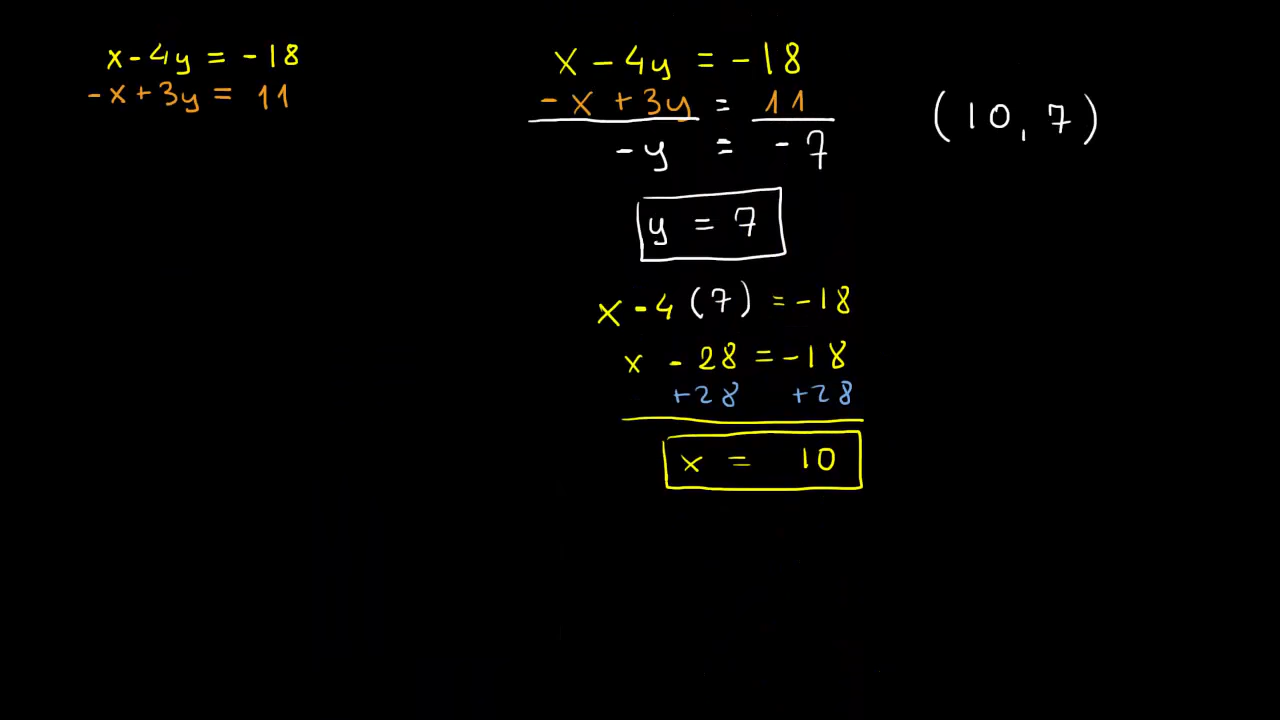 x - 4y = -18
-x + 3y = 11
x - 4y = -18
-x + 3y = 11
-y = -7
(10, 7)
y = 7
x - 4(7) = -18
x - 28 = -18
+28 +28
x = 10